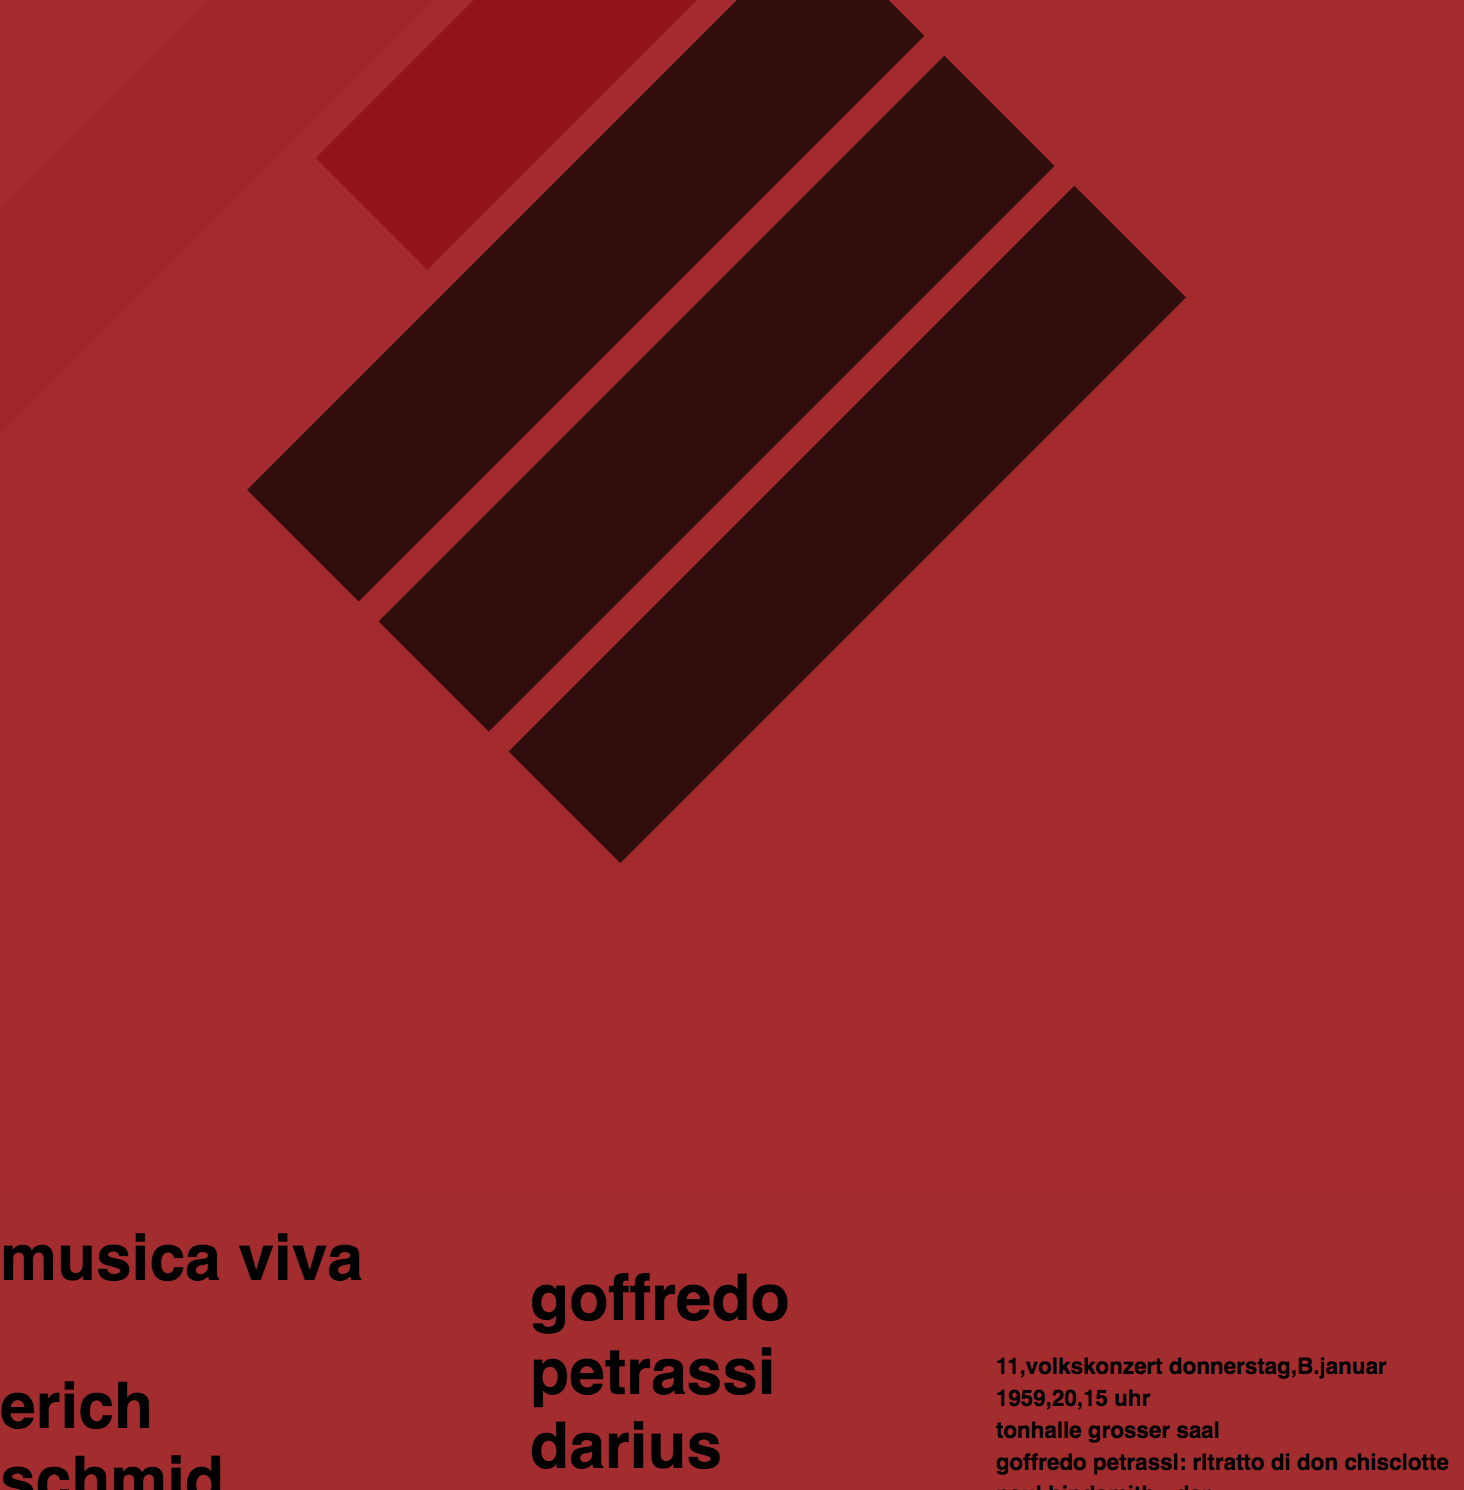 musica viva
erich
schmid
goffredo
petrassi
darius
11,volkskonzert donnerstag,B.januar
1959,20,15 uhr
tonhalle grosser saal
goffredo petrassl: rltratto di don chisclotte